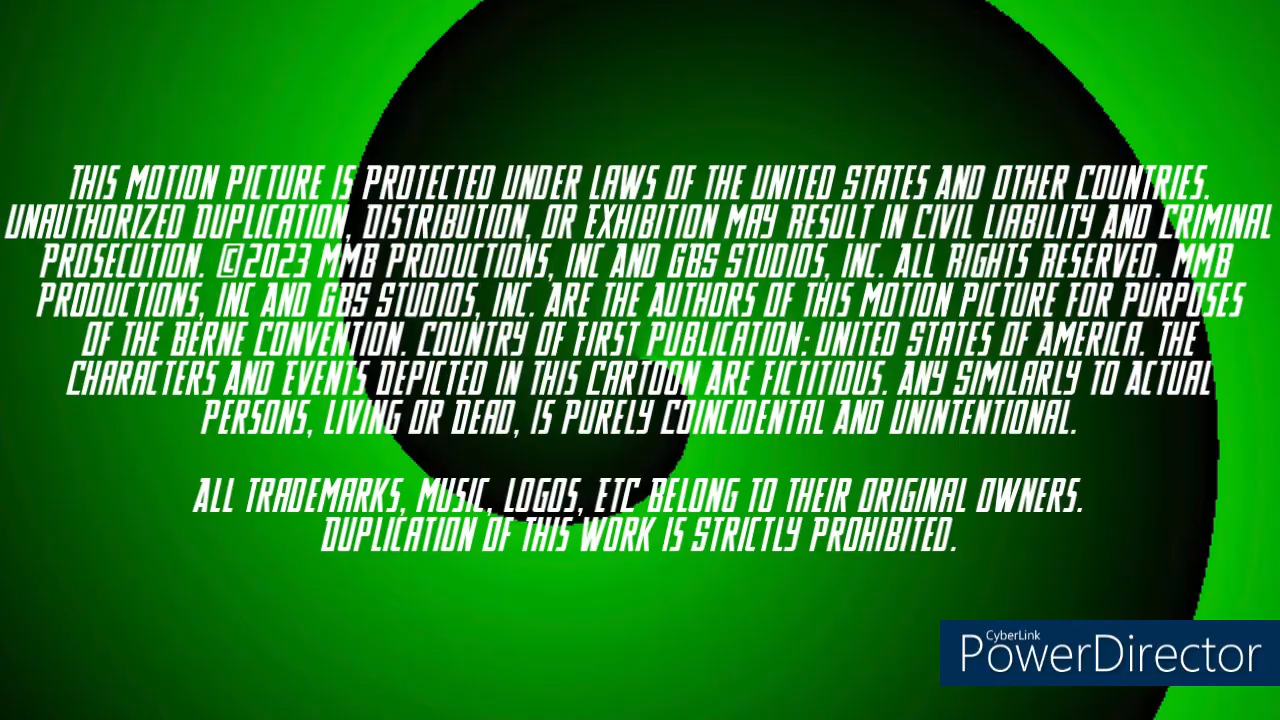 THIS MOTION PICTURE IS PROTECTED UNDER LAWS OF THE UNITED STATES AND OTHER COUNTRIES.
UNAUTHORIZED DUPLICATION, DISTRIBUTION, OR EXHIBITION MAY RESULT IN CIVIL LIABILITY AND CRIMINAL
PROSECUTION. ©2023 MMB PRODUCTIONS, INC AND GBS STUDIOS, INC. ALL RIGHTS RESERVED. MMB
PRODUCTIONS, INC AND GBS STUDIOS, INC. ARE THE AUTHORS OF THIS MOTION PICTURE FOR PURPOSES
OF THE BERNE CONVENTION. COUNTRY OF FIRST PUBLICATION: UNITED STATES OF AMERICA. THE
CHARACTERS AND EVENTS DEPICTED IN THIS CARTOON ARE FICTITIOUS. ANY SIMILARLY TO ACTUAL
PERSONS, LIVING OR DEAD, IS PURELY COINCIDENTAL AND UNINTENTIONAL.
ALL TRADEMARKS, MUSIC, LOGOS, ETC BELONG TO THEIR ORIGINAL OWNERS.
DUPLICATION OF THIS WORK IS STRICTLY PROHIBITED.
CyberLink
PowerDirector